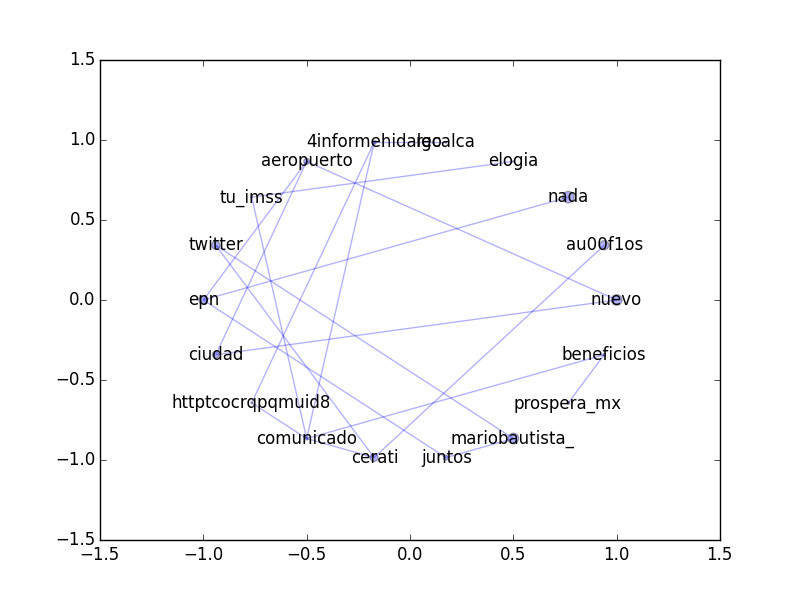 1.5
1.0
0.5
0.0
−0.5
−1.0
−1.5
4informehidalgo
aeropuerto
elogia
tu_imss
nada
twitter
au00f1os
epn
nuevo
ciudad
beneficios
httptcocrqpqmuid8
prospera_mx
comunicado
mariobautista_
cerati
juntos
−1.5 −1.0 −0.5 0.0 0.5 1.0 1.5